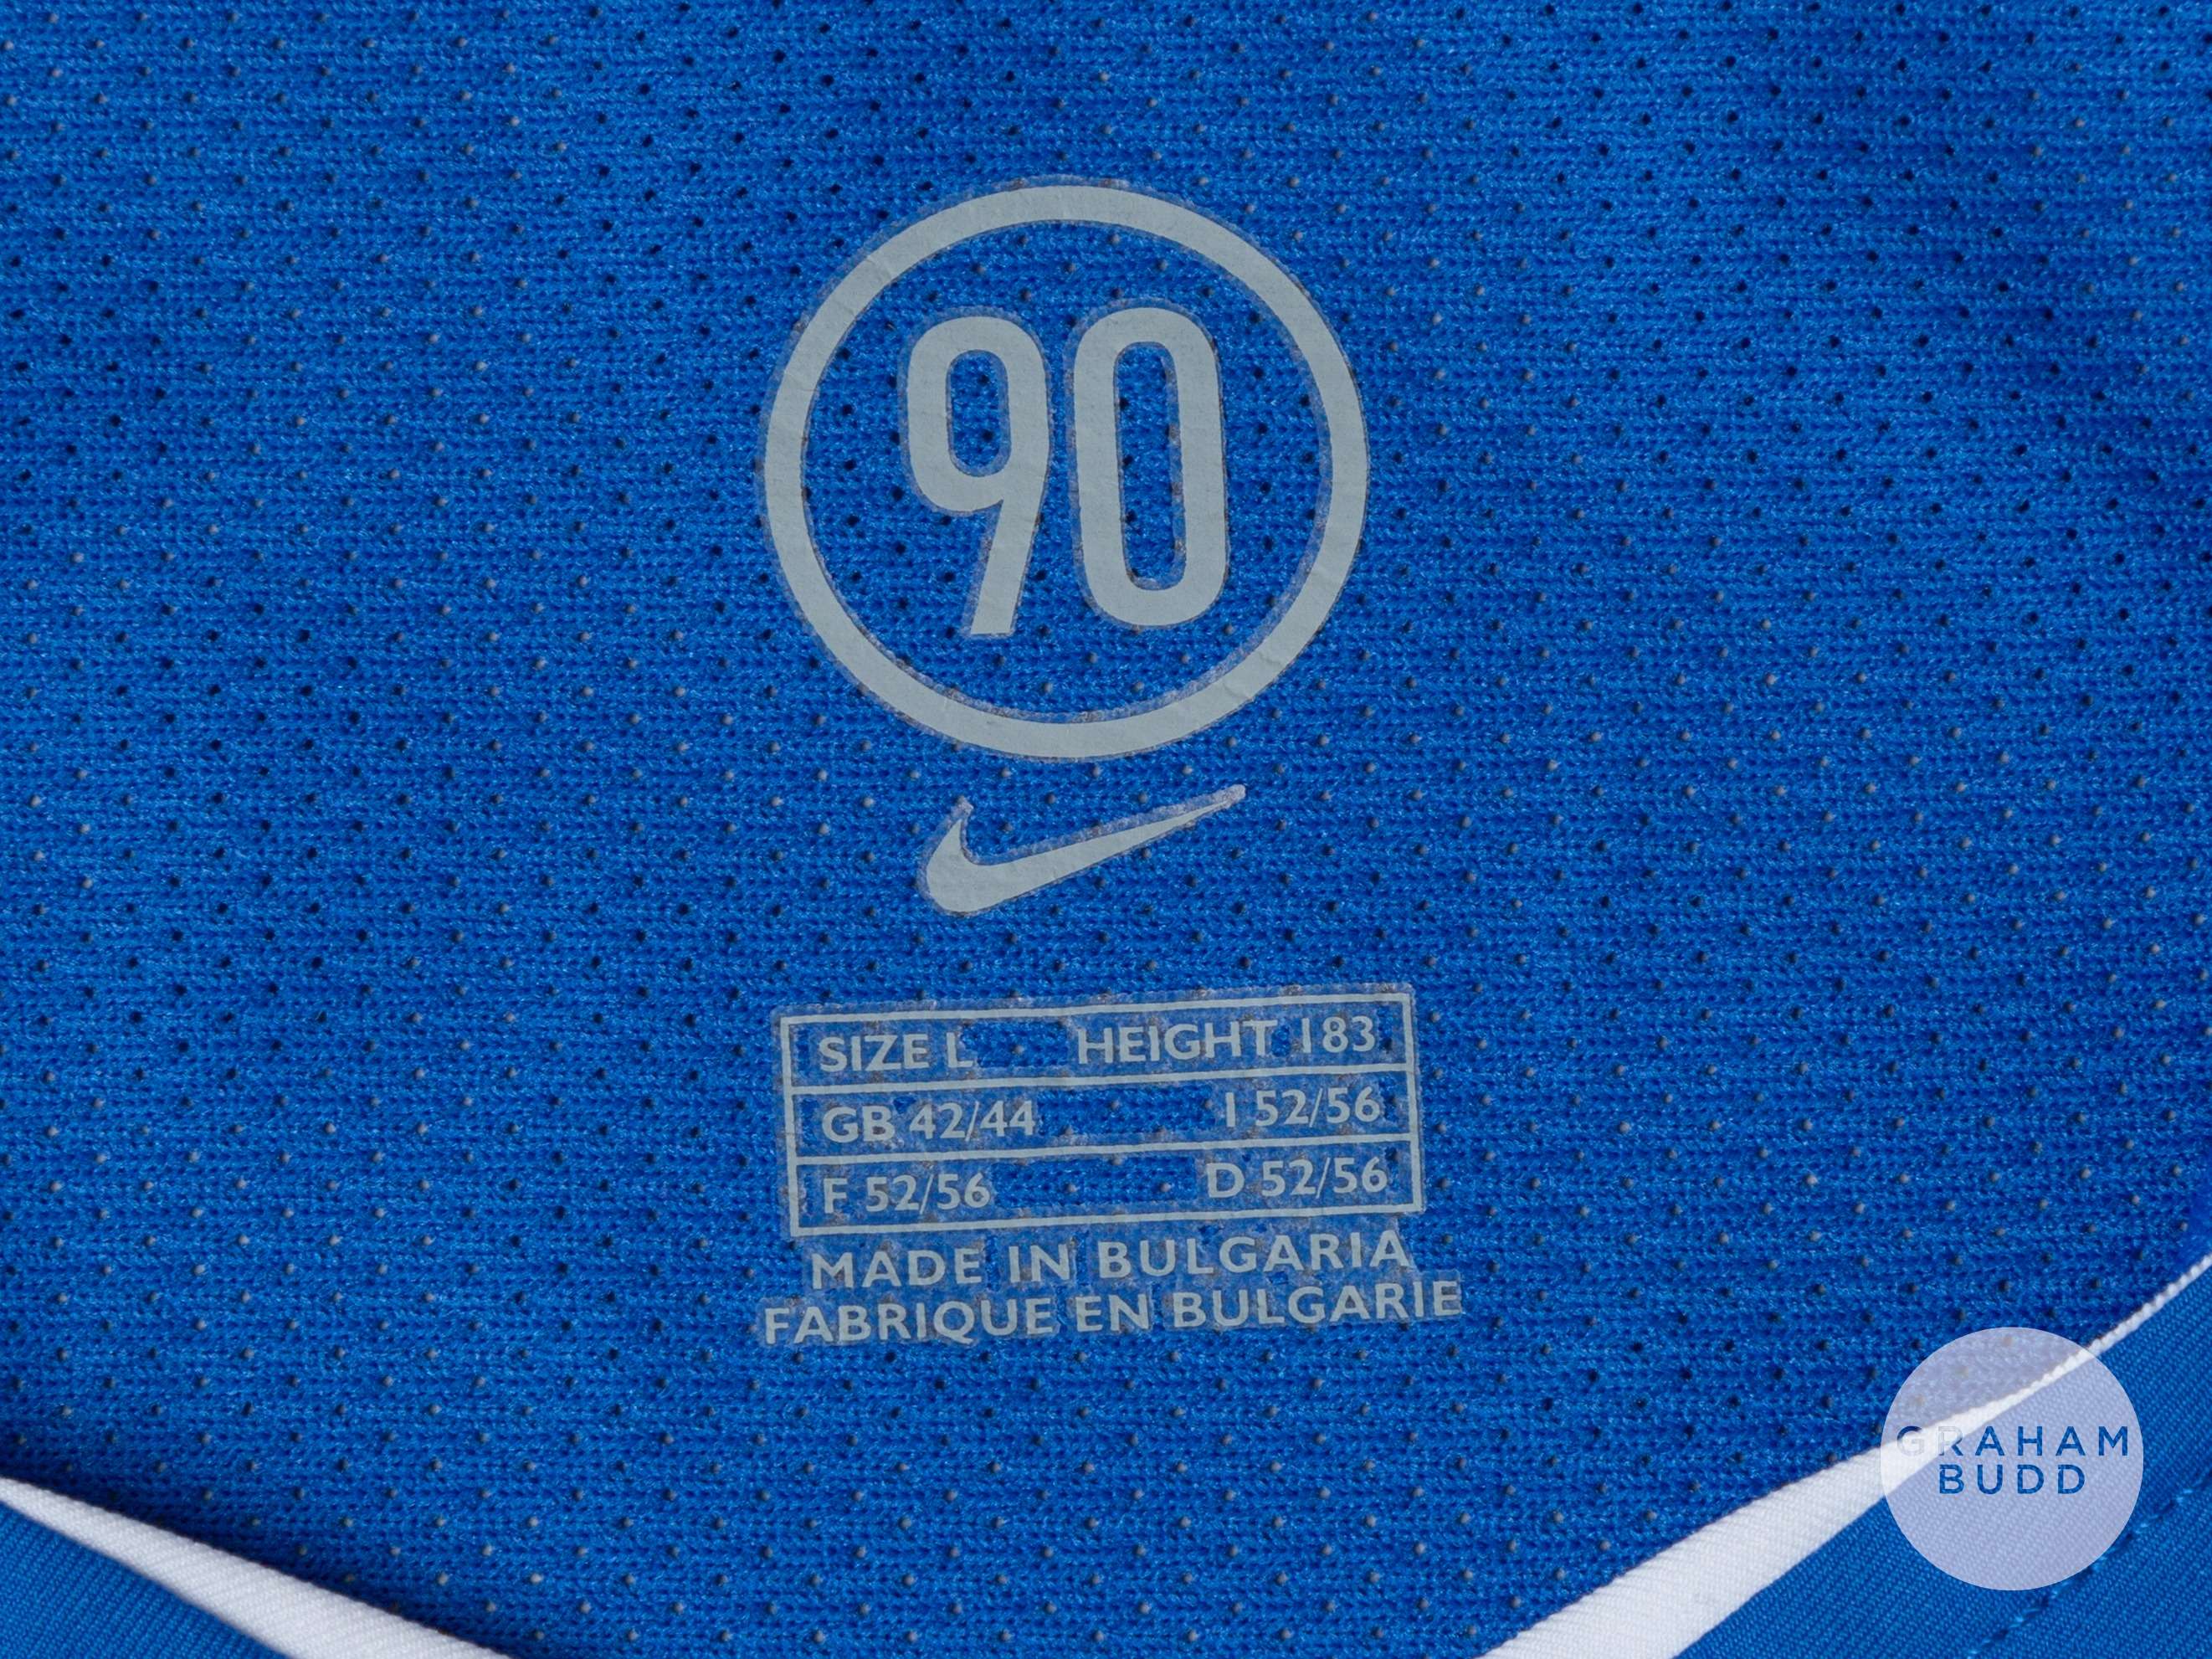 90
SIZE L HEIGHT 183
GB 42/44 I 52/56
F 52/56 D 52/56
MADE IN BULGARIA
FABRIQUE EN BULGARIE
GRAHAM
BUDD